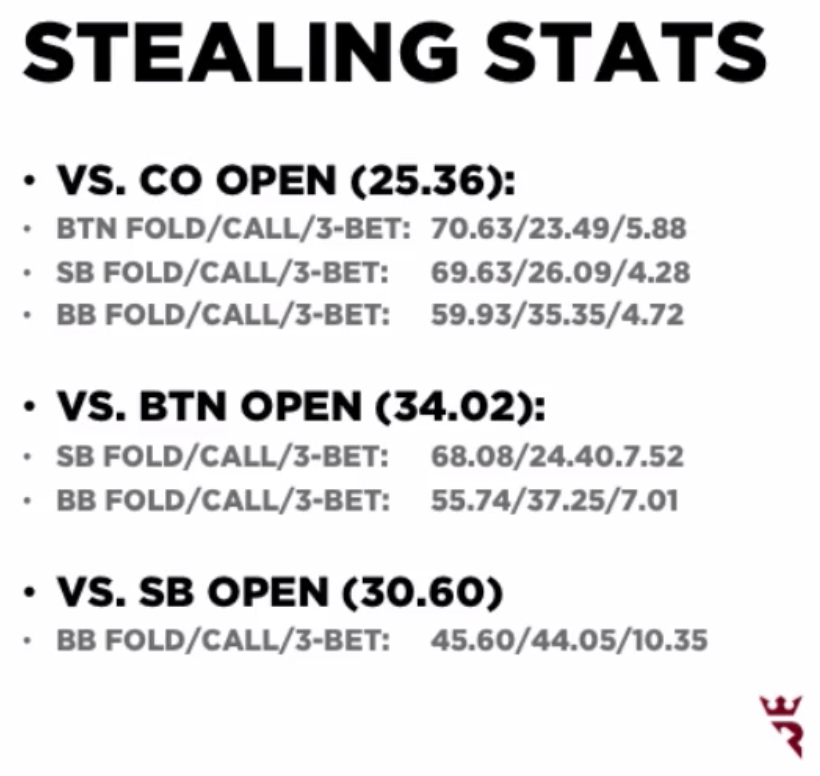 STEALING STATS
• VS. CO OPEN (25.36):
• BTN FOLD/CALL/3-BET: 70.63/23.49/5.88
• SB FOLD/CALL/3-BET: 69.63/26.09/4.28
• BB FOLD/CALL/3-BET: 59.93/35.35/4.72
• VS. BTN OPEN (34.02):
• SB FOLD/CALL/3-BET: 68.08/24.40.7.52
• BB FOLD/CALL/3-BET: 55.74/37.25/7.01
• VS. SB OPEN (30.60)
• BB FOLD/CALL/3-BET: 45.60/44.05/10.35